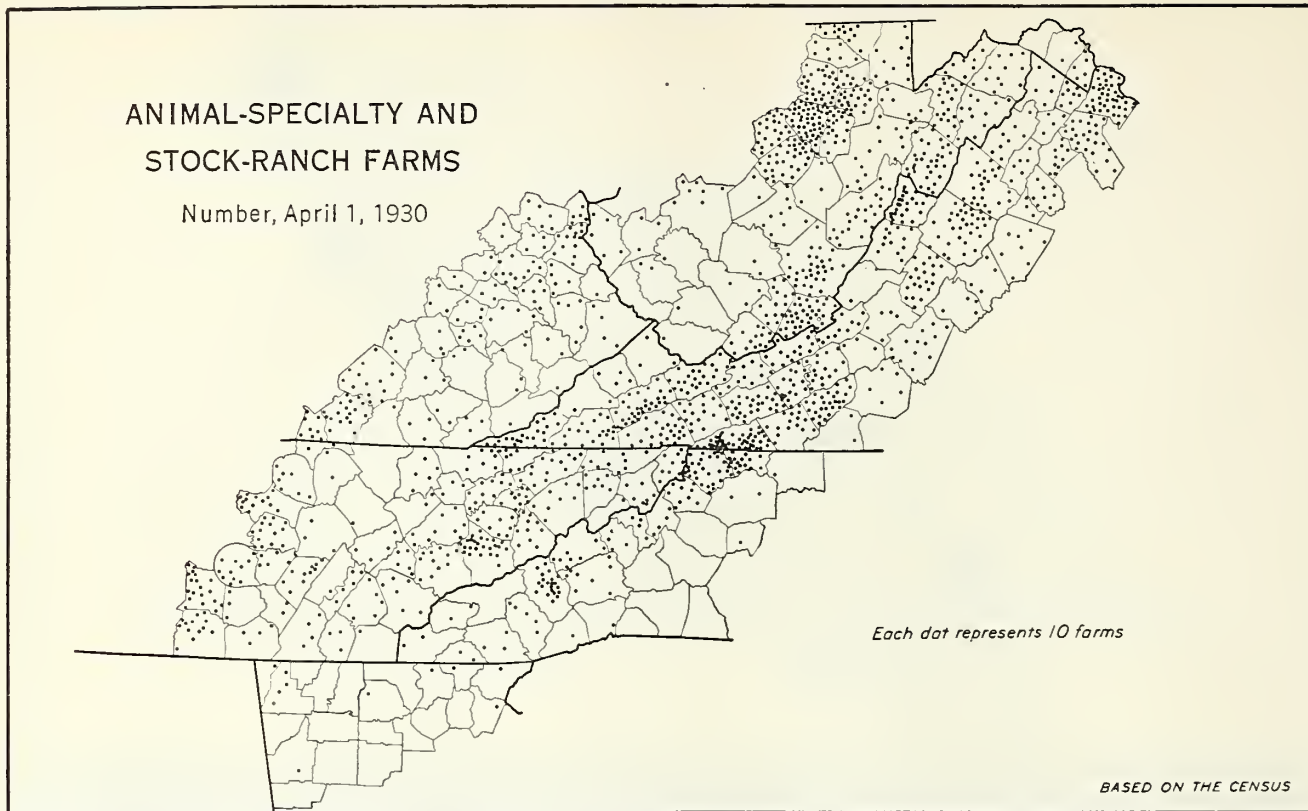 ANIMAL-SPECIALTY AND
STOCK-RANCH FARMS
Number, April 1, 1930
Each dot represents 10 farms
BASED ON THE CENSUS